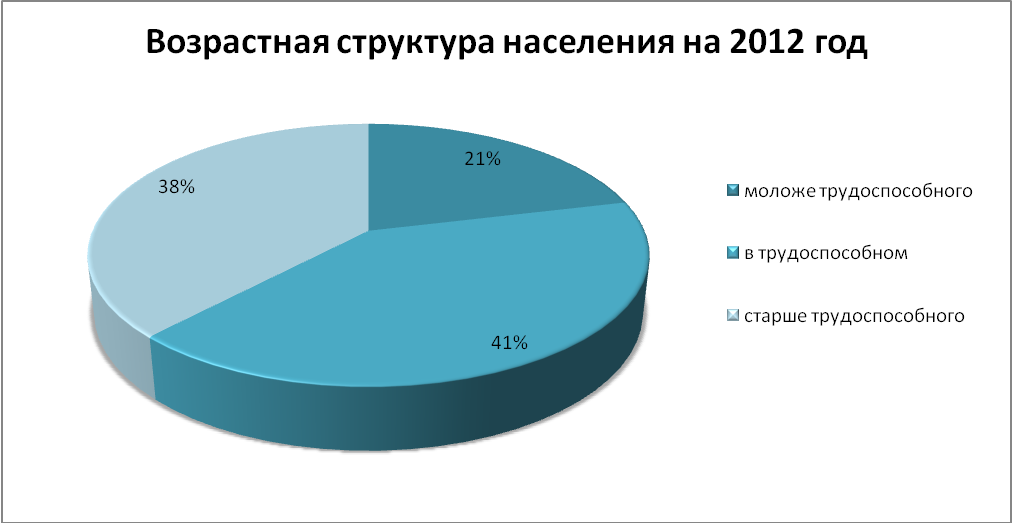 Возрастная структура населения на 2012 год
21%
38%
41%
моложе трудоспособного
в трудоспособном
старше трудоспособного